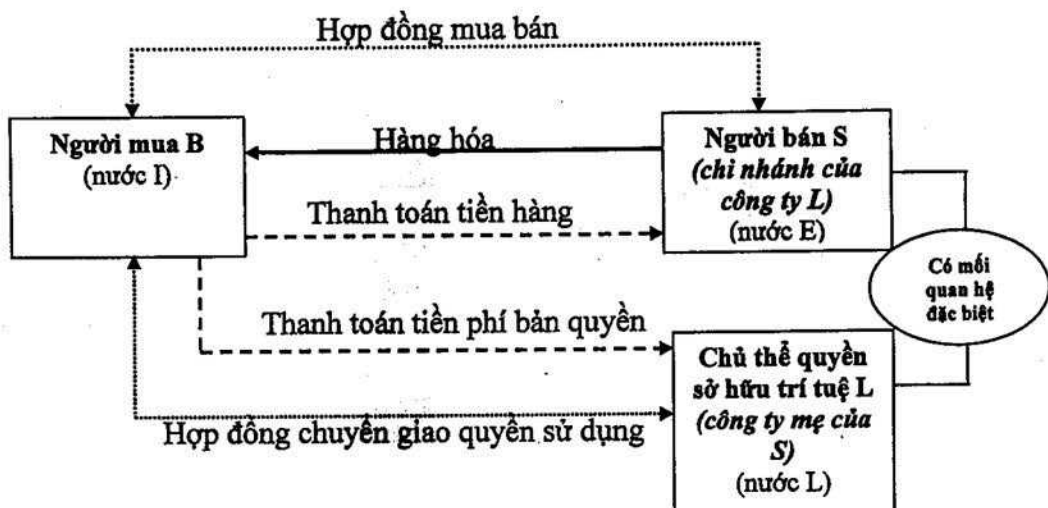 Hợp đồng mua bán
Người mua B
(nước I)
Hàng hóa
Người bán S
(chi nhánh của
công ty L)
(nước E)
Thanh toán tiền hàng
Có mối
quan hệ
đặc biệt
Thanh toán tiền phí bản quyền
Chủ thể quyền
sở hữu trí tuệ L
(công ty mẹ của
S)
(nước L)
Hợp đồng chuyển giao quyền sử dụng